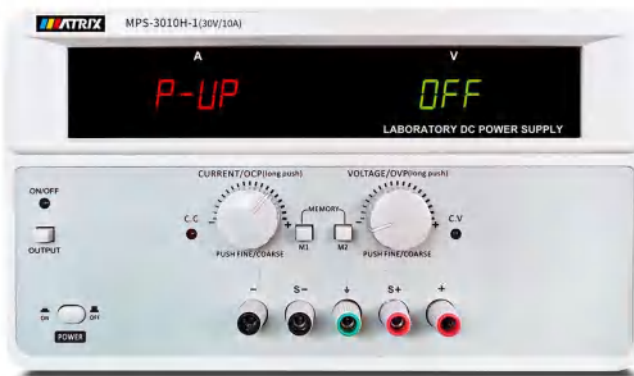 MATRIX MPS-3010H-1(30V/10A)
A V
P-UP OFF
LABORATORY DC POWER SUPPLY
CURRENT/OCP(long push) VOLTAGE/OVP(long push)
ON/OFF
MEMORY
C.C - + - + C.V
OUTPUT
M1 M2
PUSH FINE/COARSE PUSH FINE/COARSE
- S- S+ +
ON OFF
POWER